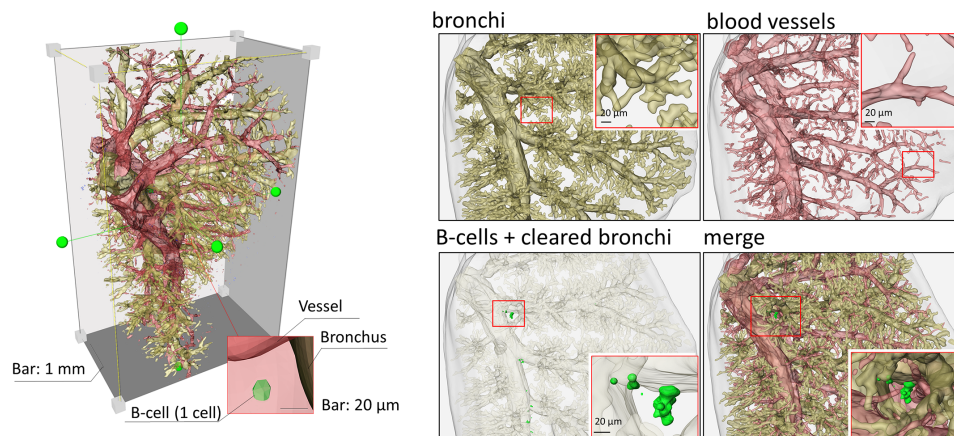 bronchi
blood vessels
20 µm
20 µm
B-cells + cleared bronchi
merge
Vessel
Bronchus
Bar: 1 mm
B-cell (1 cell)
Bar: 20 µm
20 µm